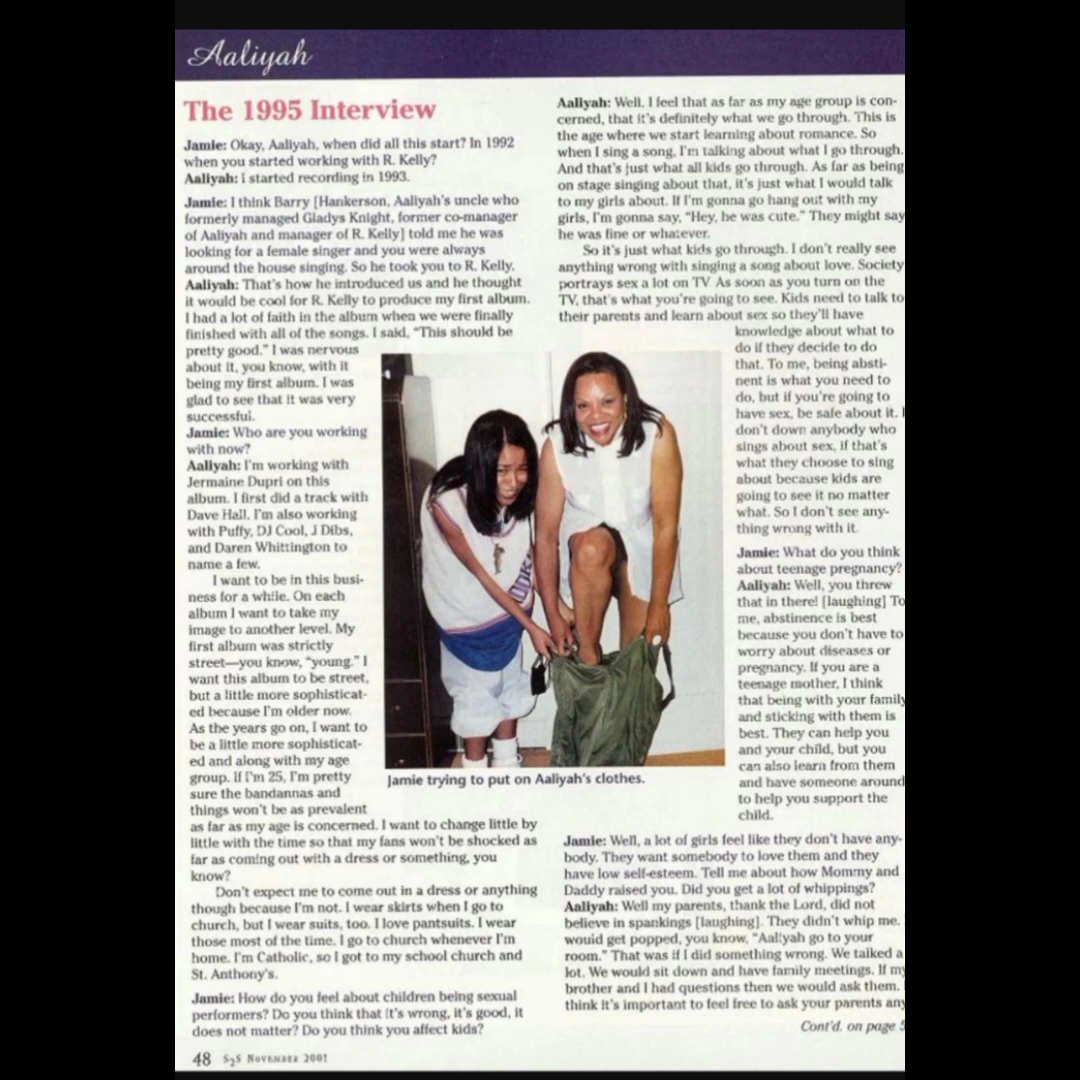 Aaliyah
The 1995 Interview
Jamie: Okay, Aaliyah, when did all this start? In 1992
when you started working with R. Kelly?
Aaliyah: I started recording in 1993.
Jamie: I think Barry [Hankerson, Aaliyah's uncle who
formerly managed Gladys Knight, former co-manager
of Aaliyah and manager of R. Kelly] told me he was
looking for a female singer and you were always
around the house singing. So he took you to R. Kelly.
Aaliyah: That's how he introduced us and he thought
it would be cool for R. Kelly to produce my first album.
I had a lot of faith in the album when we were finally
finished with all of the songs. I said, "This should be
pretty good." I was nervous
about it, you know, with it
being my first album. I was
glad to see that it was very
successful.
Jamie: Who are you working
with now?
Aaliyah: I'm working with
Jermaine Dupri on this
album. I first did a track with
Dave Hall. I'm also working
with Puffy, DJ Cool, J Dibs,
and Daren Whittington to
name a few.
I want to be in this busi-
ness for a while. On each
album I want to take my
image to another level. My
first album was strictly
street—you know, "young." I
want this album to be street,
but a little more sophisticat-
ed because I'm older now.
As the years go on, I want to
be a little more sophisticat-
ed and along with my age
group. If I'm 25, I'm pretty
sure the bandannas and
things won't be as prevalent
as far as my age is concerned. I want to change little by
little with the time so that my fans won't be shocked as
far as coming out with a dress or something, you
know?
Don't expect me to come out in a dress or anything
though because I'm not. I wear skirts when I go to
church, but I wear suits, too. I love pantsuits. I wear
those most of the time. I go to church whenever I'm
home. I'm Catholic, so I got to my school church and
St. Anthony's.
Jamie: How do you feel about children being sexual
performers? Do you think that it's wrong, it's good, it
does not matter? Do you think you affect kids?
48 S2S November 2001
Aaliyah: Well, I feel that as far as my age group is con-
cerned, that it's definitely what we go through. This is
the age where we start learning about romance. So
when I sing a song, I'm talking about what I go through.
And that's just what all kids go through. As far as being
on stage singing about that, it's just what I would talk
to my girls about. If I'm gonna go hang out with my
girls, I'm gonna say, "Hey, he was cute." They might say
he was fine or whatever.
So it's just what kids go through. I don't really see
anything wrong with singing a song about love. Society
portrays sex a lot on TV. As soon as you turn on the
TV, that's what you're going to see. Kids need to talk to
their parents and learn about sex so they'll have
knowledge about what to
do if they decide to do
that. To me, being absti-
nent is what you need to
do, but if you're going to
have sex, be safe about it. I
don't down anybody who
sings about sex, if that's
what they choose to sing
about because kids are
going to see it no matter
what. So I don't see any-
thing wrong with it.
Jamie: What do you think
about teenage pregnancy?
Aaliyah: Well, you threw
that in there! [laughing] To
me, abstinence is best
because you don't have to
worry about diseases or
pregnancy. If you are a
teenage mother, I think
that being with your family
and sticking with them is
best. They can help you
and your child, but you
can also learn from them
and have someone around
to help you support the
child.
Jamie trying to put on Aaliyah's clothes.
Jamie: Well, a lot of girls feel like they don't have any-
body. They want somebody to love them and they
have low self-esteem. Tell me about how Mommy and
Daddy raised you. Did you get a lot of whippings?
Aaliyah: Well my parents, thank the Lord, did not
believe in spankings [laughing]. They didn't whip me.
would get popped, you know, "Aaliyah go to your
room." That was if I did something wrong. We talked a
lot. We would sit down and have family meetings. If my
brother and I had questions then we would ask them.
think it's important to feel free to ask your parents any
Cont'd. on page 5